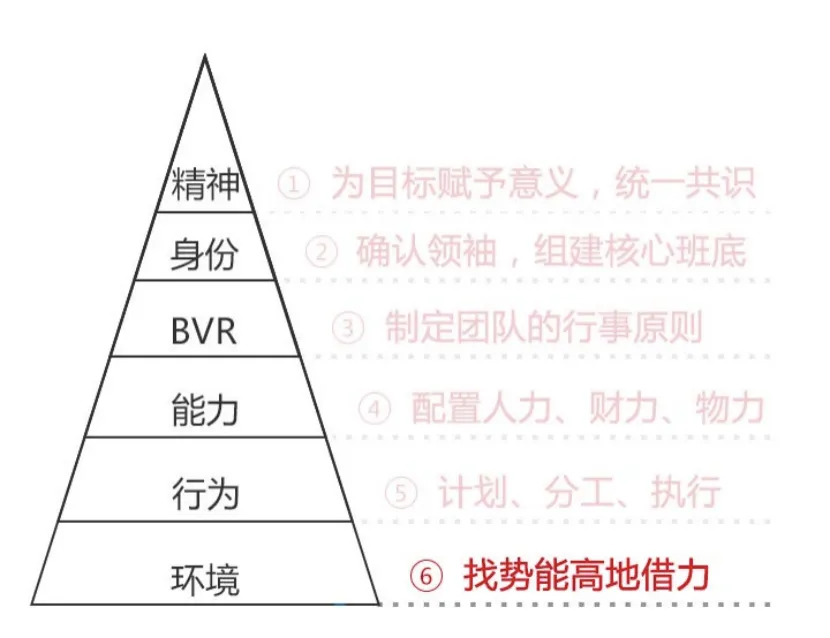 精神 ① 为目标赋予意义，统一共识
身份 ② 确认领袖，组建核心班底
BVR ③ 制定团队的行事原则
能力 ④ 配置人力、财力、物力
行为 ⑤ 计划、分工、执行
环境 ⑥ 找势能高地借力